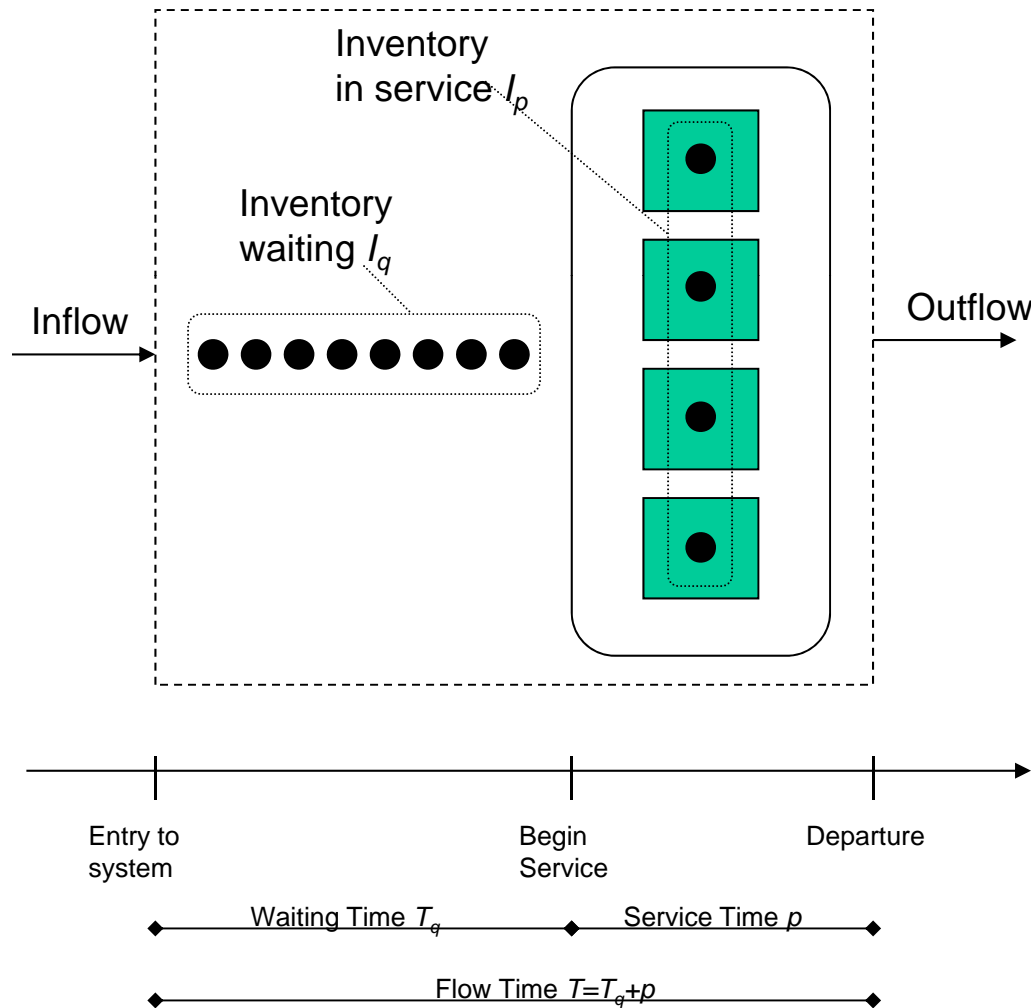 Inventory
in service I_p
Inventory
waiting I_q
Inflow
Outflow
Entry to
system
Begin
Service
Departure
Waiting Time T_q
Service Time p
Flow Time T=T_q+p